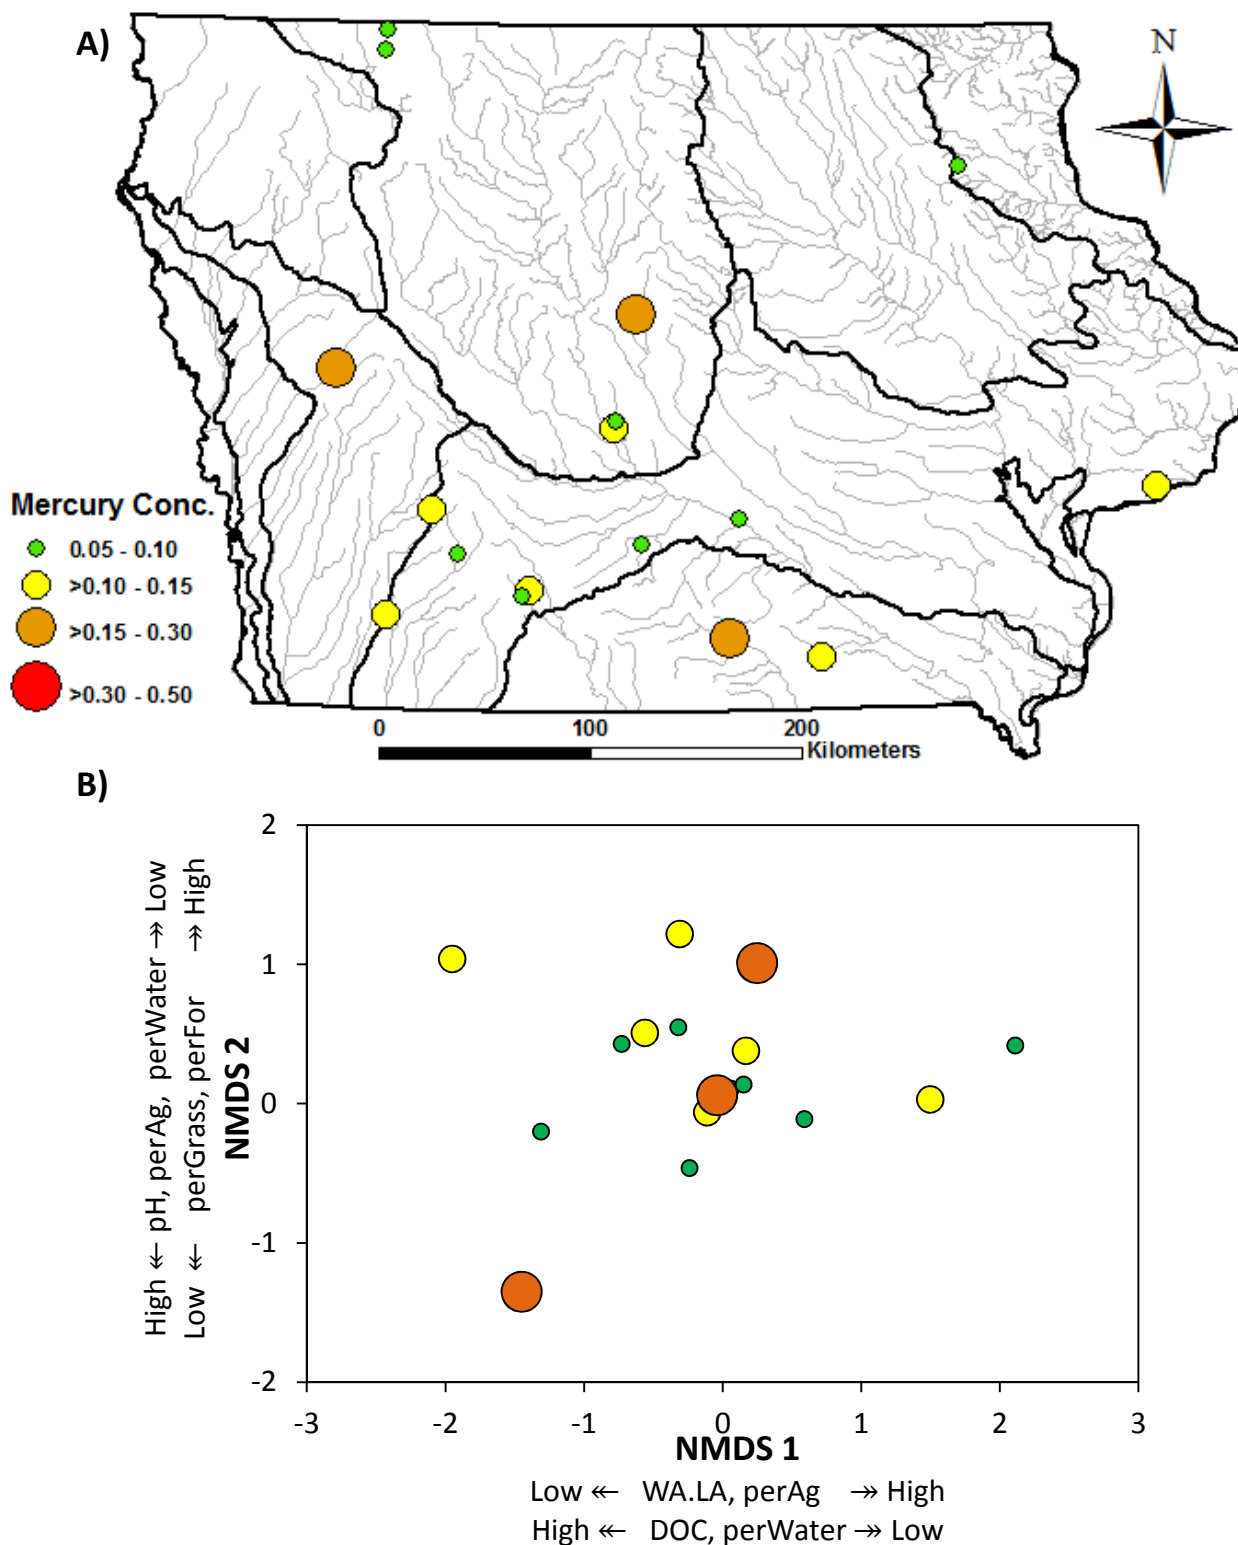 A)
N
Mercury Conc.
0.05 - 0.10
>0.10 - 0.15
>0.15 - 0.30
>0.30 - 0.50
0 100 200
Kilometers
B)
High ↞ pH, perAg, perWater ↠ Low
Low ↞ perGrass, perFor ↠ High
NMDS 2
2
1
0
-1
-2
-3 -2 -1 0 1 2 3
NMDS 1
Low ↞ WA.LA, perAg ↠ High
High ↞ DOC, perWater ↠ Low